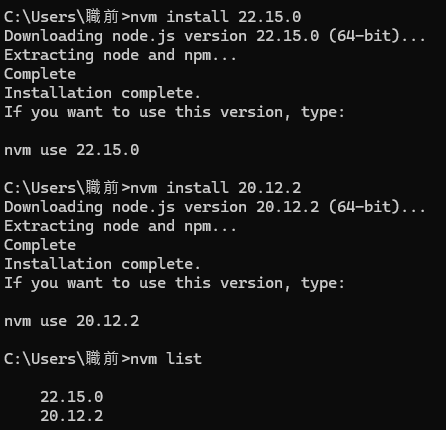 C:\Users\職前>nvm install 22.15.0
Downloading node.js version 22.15.0 (64-bit)...
Extracting node and npm...
Complete
Installation complete.
If you want to use this version, type:
nvm use 22.15.0
C:\Users\職前>nvm install 20.12.2
Downloading node.js version 20.12.2 (64-bit)...
Extracting node and npm...
Complete
Installation complete.
If you want to use this version, type:
nvm use 20.12.2
C:\Users\職前>nvm list
22.15.0
20.12.2